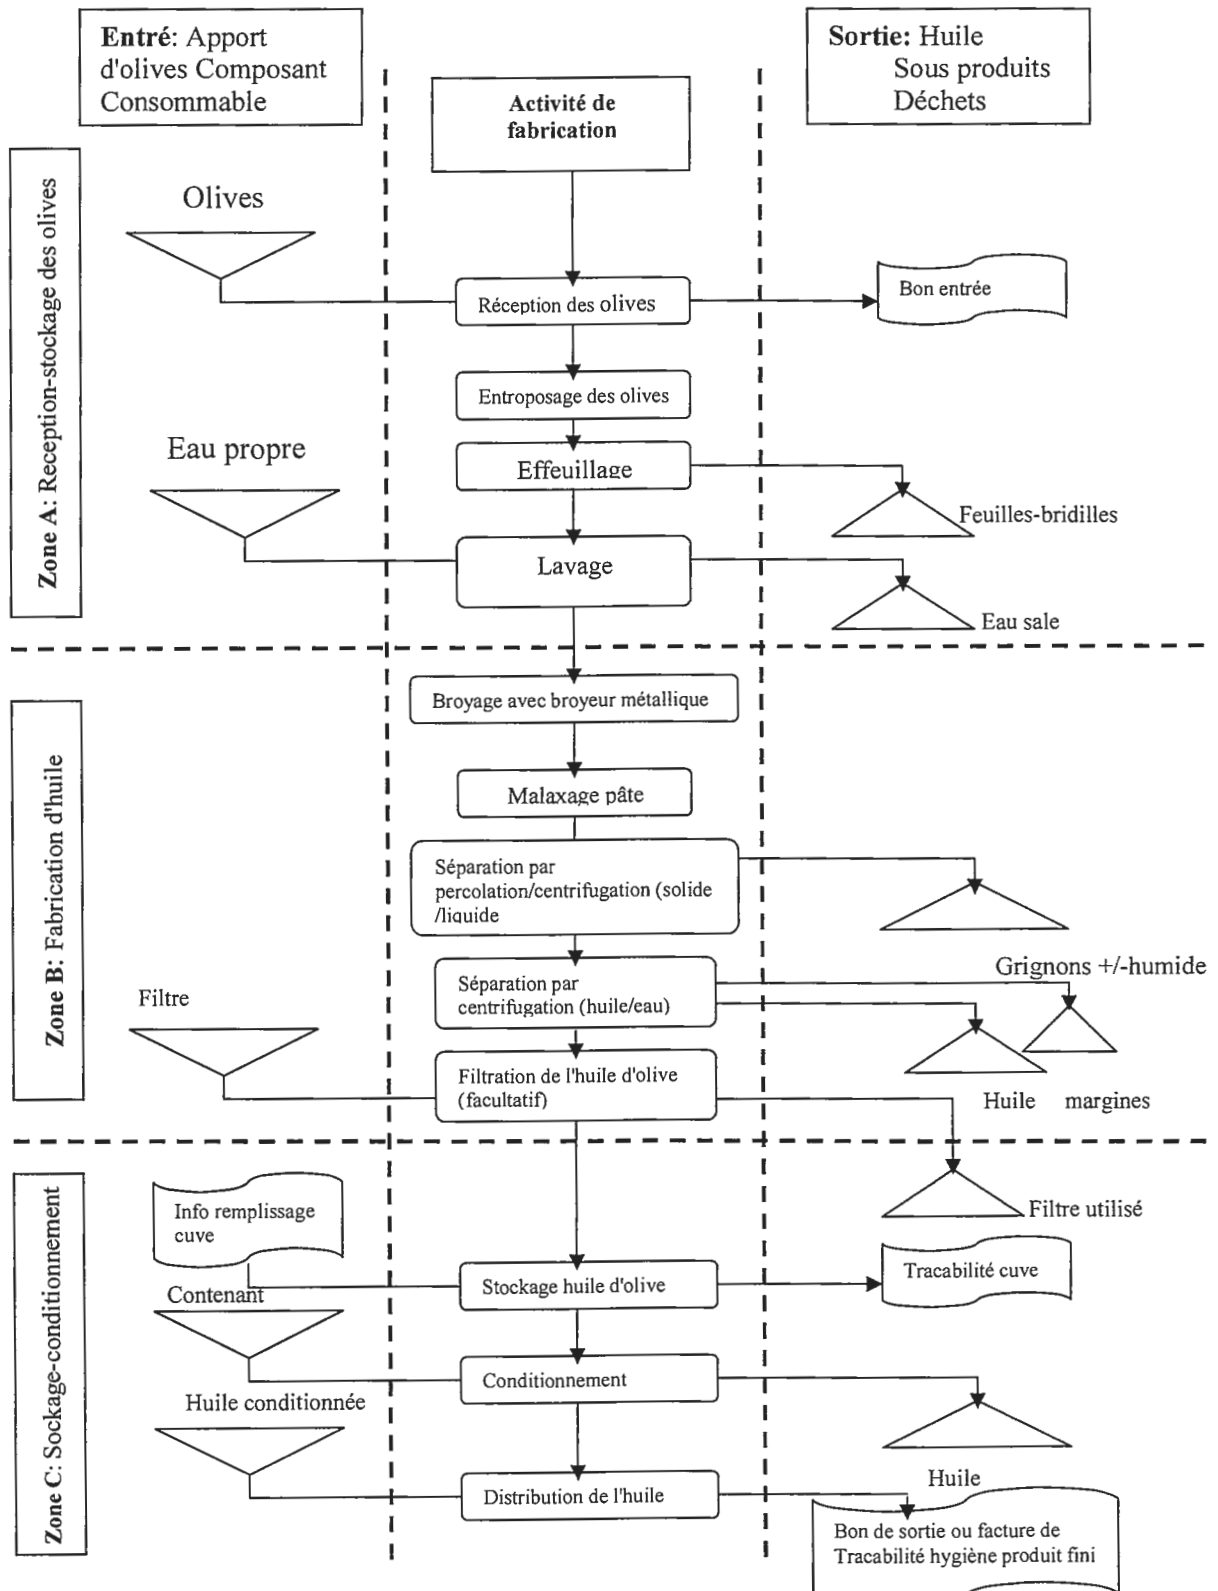 Entré: Apport
d'olives Composant
Consommable
Activité de
fabrication
Sortie: Huile
Sous produits
Déchets
Zone A: Reception-stockage des olives
Olives
Réception des olives
Bon entrée
Entroposage des olives
Eau propre
Effeuillage
Feuilles-bridilles
Lavage
Eau sale
Zone B: Fabrication d'huile
Broyage avec broyeur métallique
Malaxage pâte
Séparation par
percolation/centrifugation (solide
/liquide
Grignons +/-humide
Séparation par
centrifugation (huile/eau)
Filtre
Filtration de l'huile d'olive
(facultatif)
Huile margines
Zone C: Sockage-conditionnement
Info remplissage
cuve
Filtre utilisé
Stockage huile d'olive
Tracabilité cuve
Contenant
Conditionnement
Huile conditionnée
Huile
Distribution de l'huile
Bon de sortie ou facture de
Tracabilité hygiène produit fini